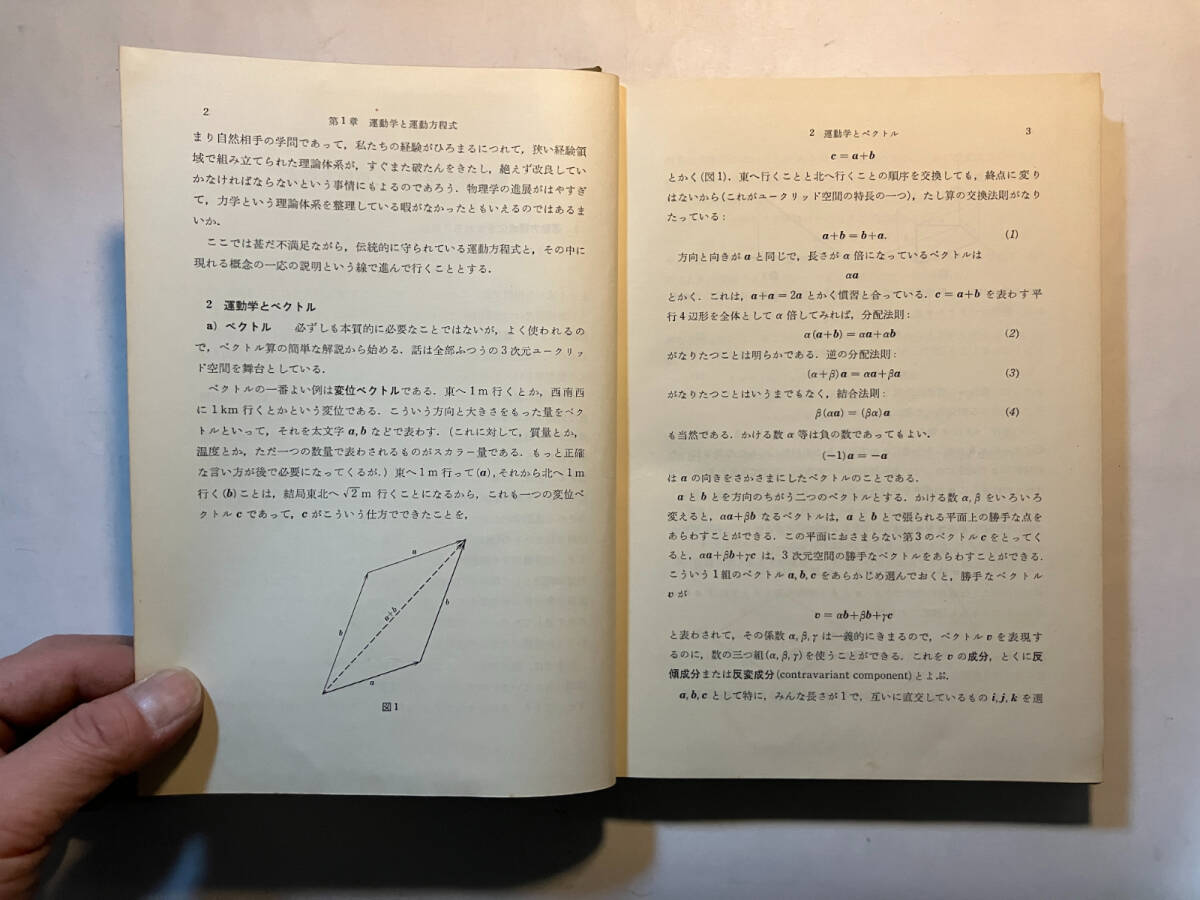 2
第1章 運動学と運動方程式
まり自然相手の学問であって，私たちの経験がひろまるにつれて，狭い経験領
域で組み立てられた理論体系が，すぐまた破たんをきたし，絶えず改良してい
かなければならないという事情にもよるのであろう．物理学の進展がはやすぎ
て，力学という理論体系を整理している暇がなかったともいえるのではあるま
いか．
ここでは甚だ不満足ながら，伝統的に守られている運動方程式と，その中に
現れる概念の一応の説明という線で進んで行くこととする．
2 運動学とベクトル
a) ベクトル 必ずしも本質的に必要なことではないが，よく使われるの
で，ベクトル算の簡単な解説から始める．話は全部ふつうの3次元ユークリッ
ド空間を舞台としている．
ベクトルの一番よい例は変位ベクトルである．東へ1m行くとか，西南西
に1km行くとかという変位である．こういう方向と大きさをもった量をベク
トルといって，それを太文字 a, b などで表わす．(これに対して，質量とか，
温度とか，ただ一つの数量で表わされるものがスカラー量である．もっと正確
な言い方が後で必要になってくるが．) 東へ1m行って(a)，それから北へ1m
行く(b)ことは，結局東北へ √2 m 行くことになるから，これも一つの変位ベ
クトル c であって，c がこういう仕方でできたことを，
a
b
a+b
b
a
図1
2 運動学とベクトル 3
c = a+b
とかく(図1)．東へ行くことと北へ行くことの順序を交換しても，終点に変り
はないから(これがユークリッド空間の特長の一つ)，たし算の交換法則がなり
たっている：
a+b = b+a. (1)
方向と向きが a と同じで，長さが α 倍になっているベクトルは
αa
とかく．これは，a+a = 2a とかく慣習と合っている．c = a+b を表わす平
行4辺形を全体として α 倍してみれば，分配法則：
α(a+b) = αa+αb (2)
がなりたつことは明らかである．逆の分配法則：
(α+β)a = αa+βa (3)
がなりたつことはいうまでもなく，結合法則：
β(αa) = (βα)a (4)
も当然である．かける数 α 等は負の数であってもよい．
(-1)a = -a
は a の向きをさかさまにしたベクトルのことである．
a と b とを方向のちがう二つのベクトルとする．かける数 α, β をいろいろ
変えると，αa+βb なるベクトルは，a と b とで張られる平面上の勝手な点を
あらわすことができる．この平面におさまらない第3のベクトル c をとってく
ると，αa+βb+γc は，3次元空間の勝手なベクトルをあらわすことができる．
こういう1組のベクトル a, b, c をあらかじめ選んでおくと，勝手なベクトル
v が
v = αb+βb+γc
と表わされて，その係数 α, β, γ は一義的にきまるので，ベクトル v を表現す
るのに，数の三つ組(α, β, γ)を使うことができる．これを v の成分，とくに反
傾成分または反変成分(contravariant component)とよぶ．
a, b, c として特に，みんな長さが1で，互いに直交しているもの i, j, k を選